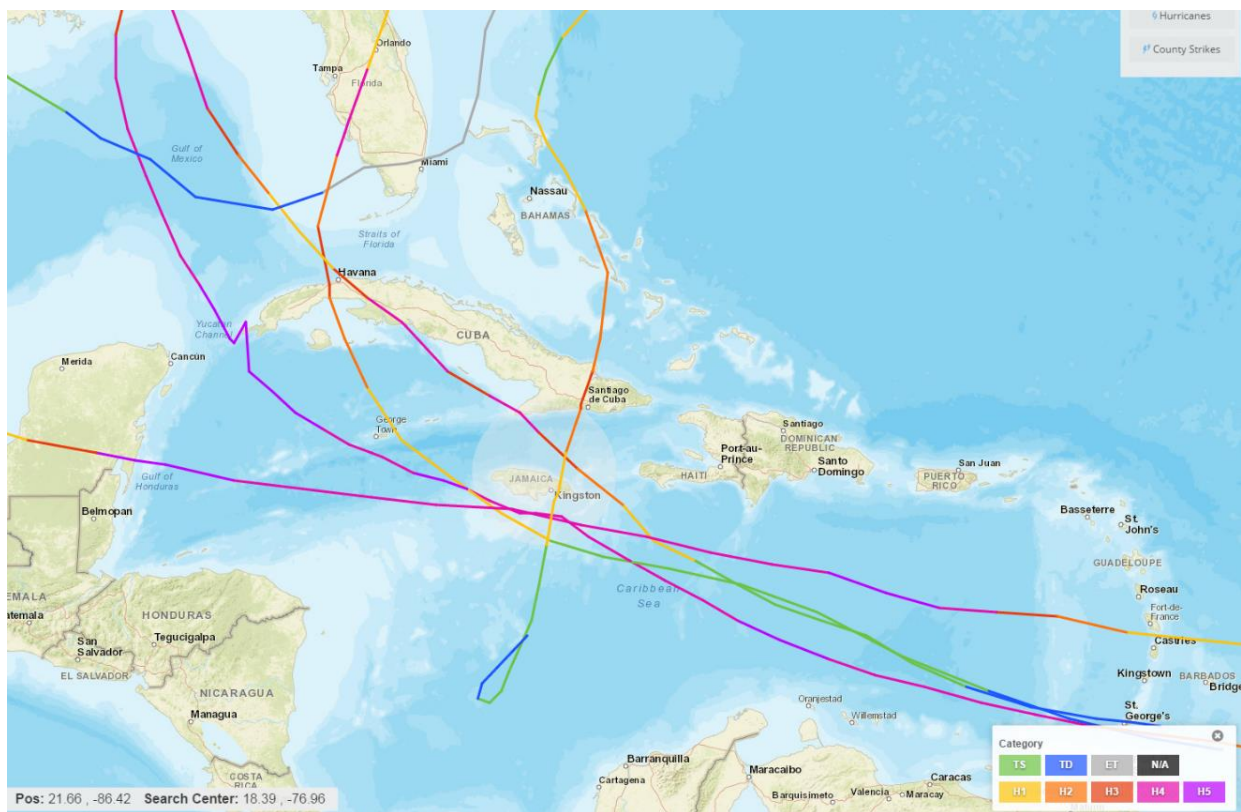 Hurricanes
County Strikes
Orlando
Tampa
Florida
Gulf of
Mexico
Miami
Nassau
BAHAMAS
Straits of
Florida
Havana
Yucatan
Channel
CUBA
Merida
Cancún
Santiago
de Cuba
George
Town
Santiago
DOMINICAN
REPUBLIC
Port-au-
Prince
Santo
Domingo
HAITI
San Juan
PUERTO
RICO
JAMAICA
Kingston
Gulf of
Honduras
Belmopan
Basseterre
St.
John's
GUADELOUPE
Roseau
Fort-de-
France
Castries
Caribbean
Sea
EMALA
atemala
HONDURAS
Tegucigalpa
San
Salvador
EL SALVADOR
Kingstown
BARBADOS
Bridge
NICARAGUA
Managua
Oranjestad
Willemstad
St.
George's
COSTA
RICA
Barranquilla
Cartagena
Maracaibo
Barquisimeto
Valencia
Caracas
Maracay
Category
TS TD ET N/A
H1 H2 H3 H4 H5
Pos: 21.66 , -86.42 Search Center: 18.39 , -76.96